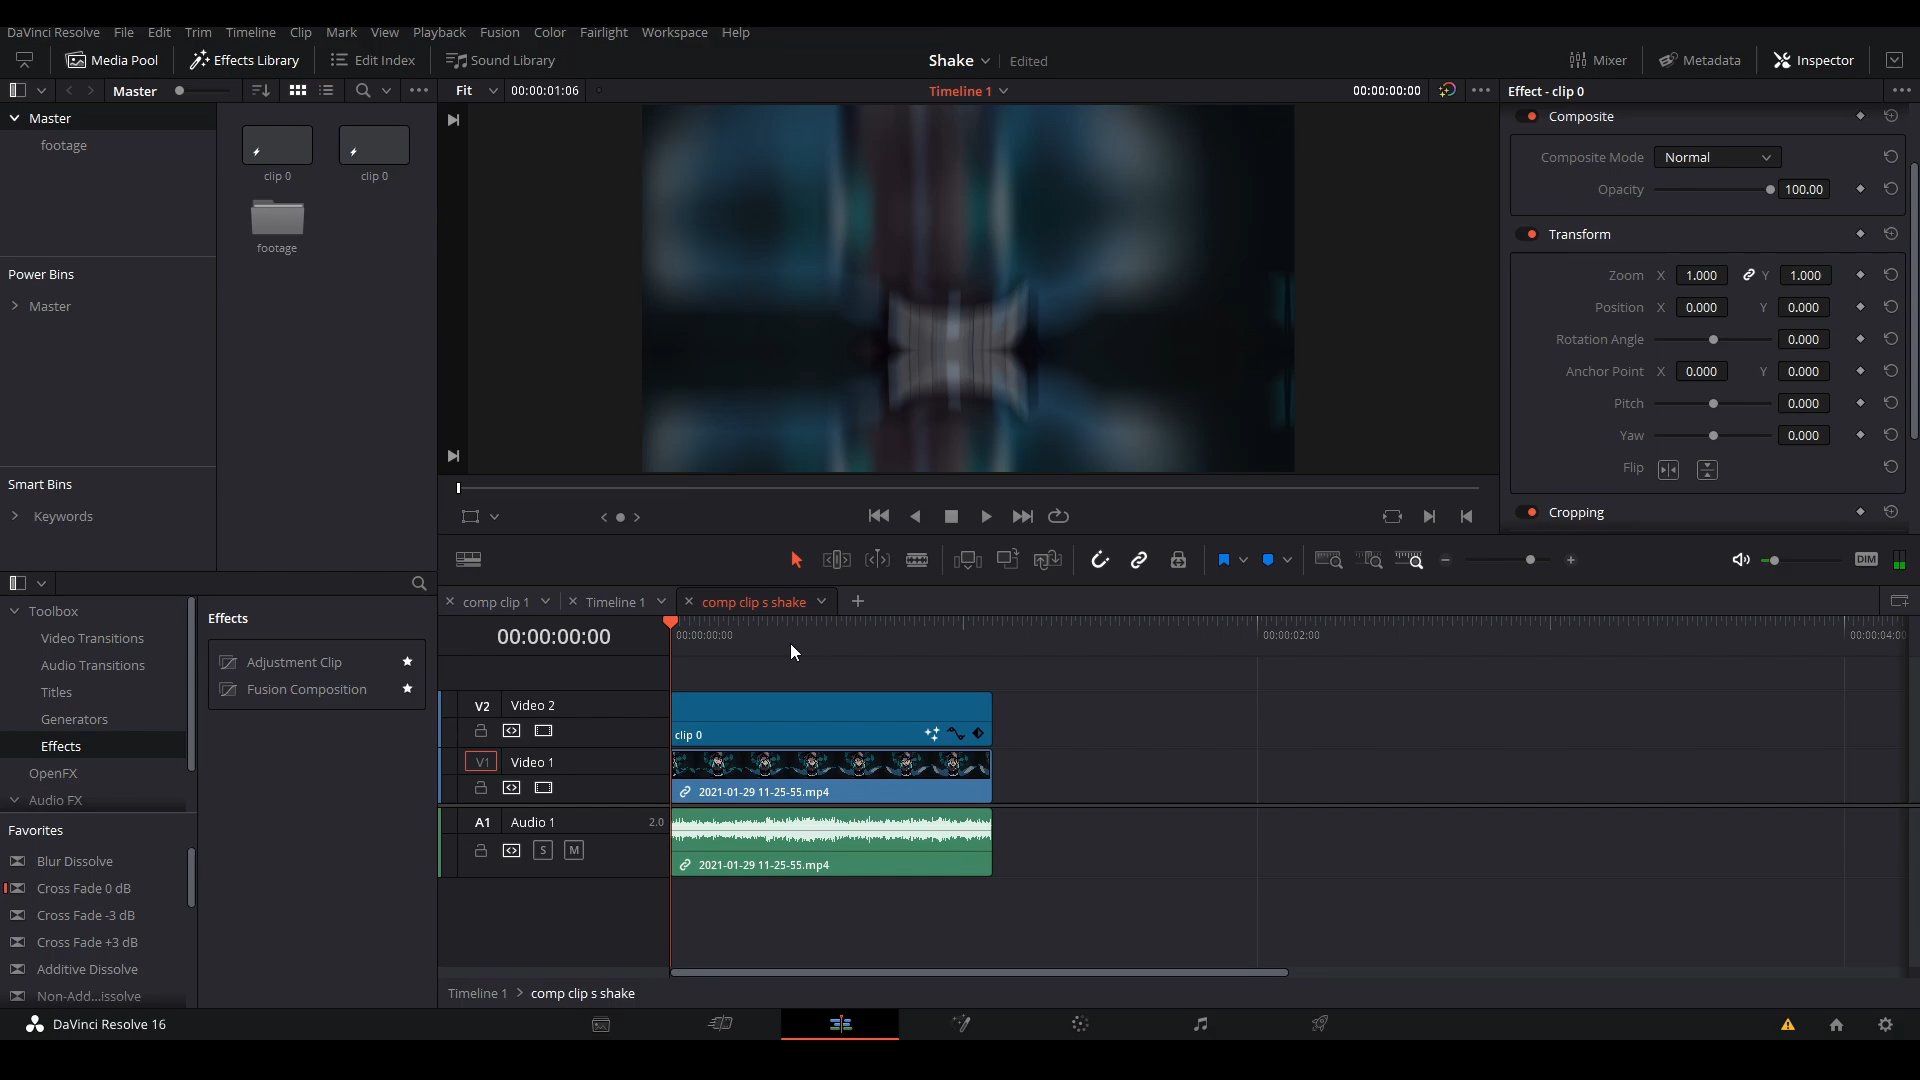 DaVinci Resolve File Edit Trim Timeline Clip Mark View Playback Fusion Color Fairlight Workspace Help
Media Pool Effects Library Edit Index Sound Library Shake Edited Mixer Metadata Inspector
Master Fit 00:00:01:06 Timeline 1 00:00:00:00 Effect - clip 0
Master
footage
clip 0 clip 0
footage
Power Bins
Master
Smart Bins
Keywords
Composite
Composite Mode Normal
Opacity 100.00
Transform
Zoom X 1.000 Y 1.000
Position X 0.000 Y 0.000
Rotation Angle 0.000
Anchor Point X 0.000 Y 0.000
Pitch 0.000
Yaw 0.000
Flip
Cropping
DIM
Toolbox
Video Transitions
Audio Transitions
Titles
Generators
Effects
OpenFX
Audio FX
Favorites
Blur Dissolve
Cross Fade 0 dB
Cross Fade -3 dB
Cross Fade +3 dB
Additive Dissolve
Non-Add...issolve
Effects
Adjustment Clip
Fusion Composition
comp clip 1 Timeline 1 comp clip s shake
00:00:00:00 00:00:00:00 00:00:02:00 00:00:04:00
V2 Video 2
clip 0
V1 Video 1
2021-01-29 11-25-55.mp4
A1 Audio 1 2.0
S M
2021-01-29 11-25-55.mp4
Timeline 1 > comp clip s shake
DaVinci Resolve 16